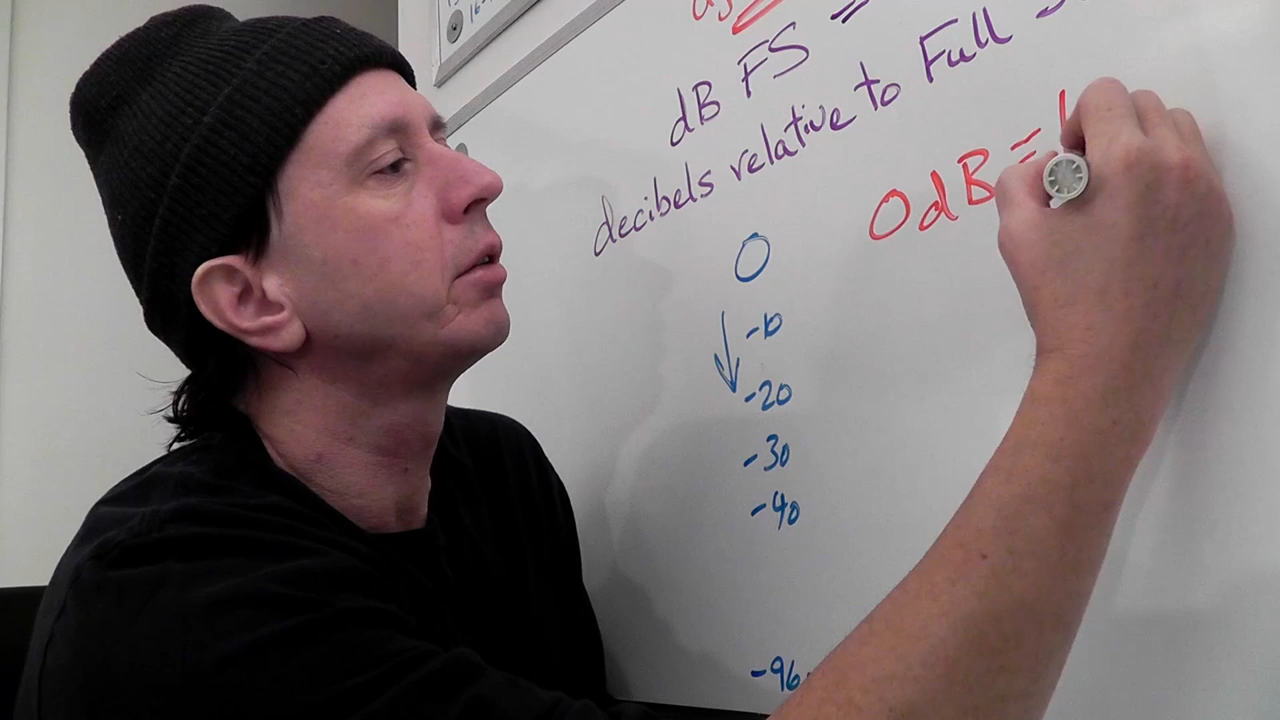 dB FS =
decibels relative to Full
0 dB =
0
-10
-20
-30
-40
-96